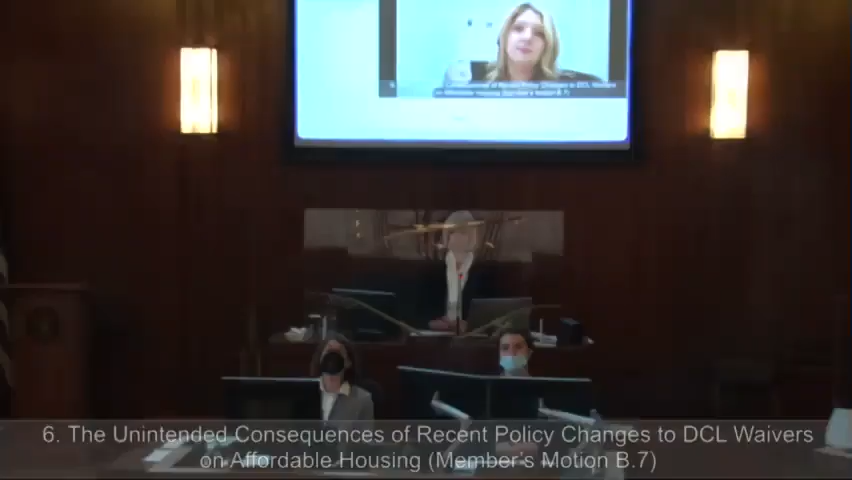 6. The Unintended Consequences of Recent Policy Changes to DCL Waivers
on Affordable Housing (Member's Motion B.7)